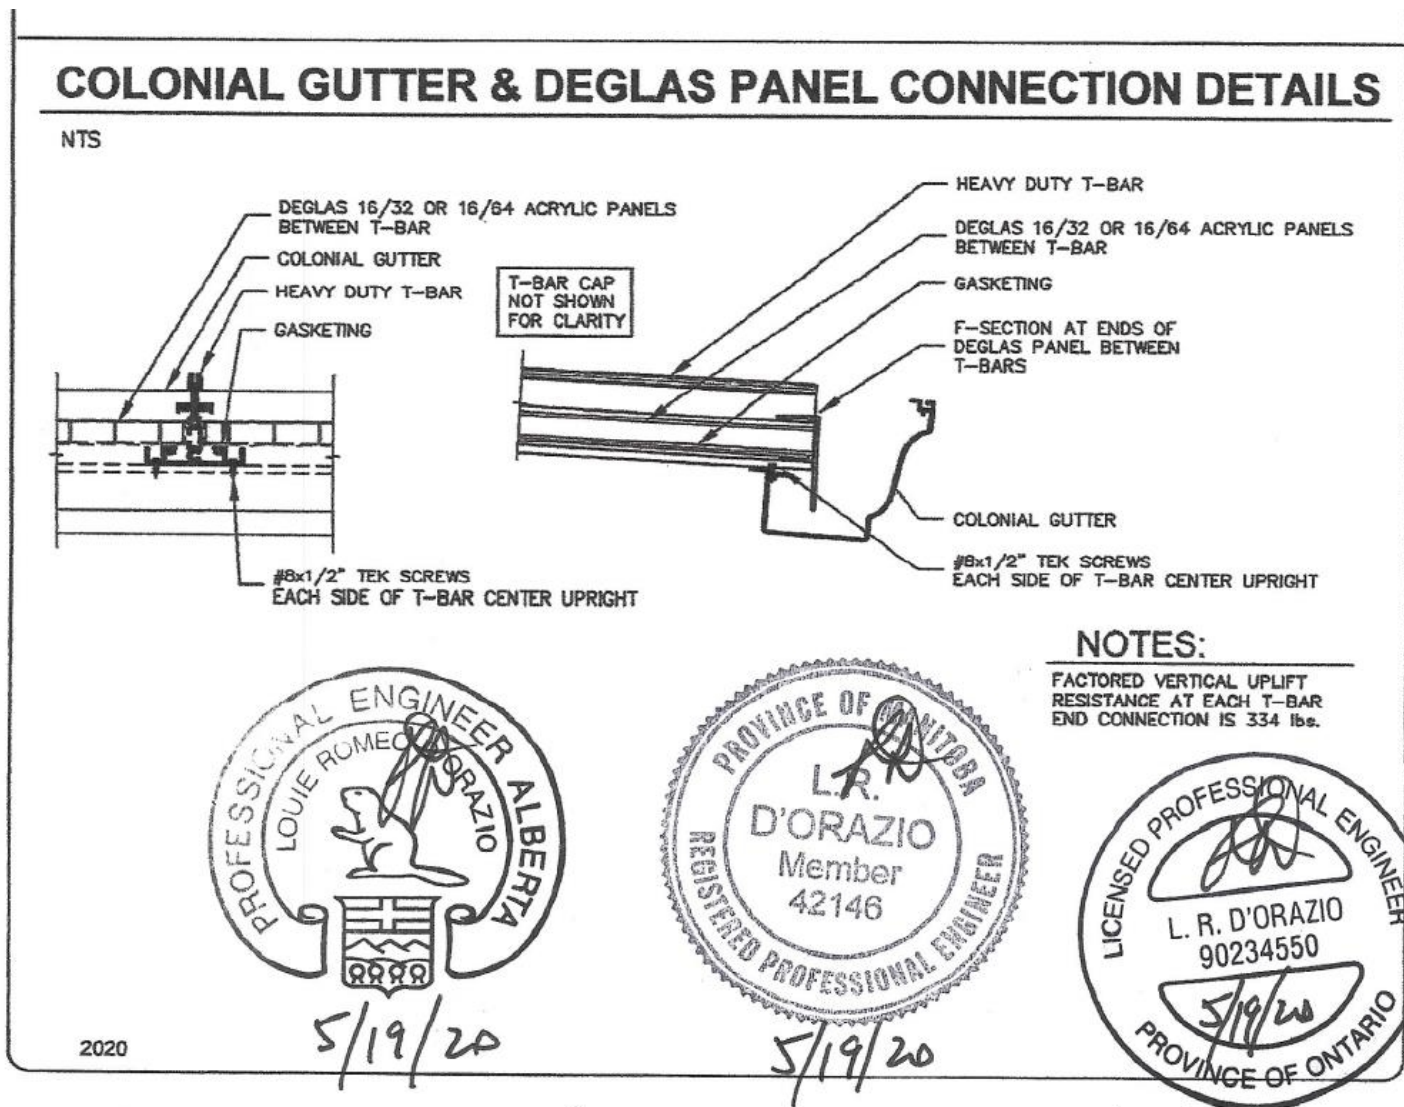 COLONIAL GUTTER & DEGLAS PANEL CONNECTION DETAILS
NTS
DEGLAS 16/32 OR 16/64 ACRYLIC PANELS
BETWEEN T-BAR
COLONIAL GUTTER
HEAVY DUTY T-BAR
GASKETING
#8x1/2" TEK SCREWS
EACH SIDE OF T-BAR CENTER UPRIGHT
T-BAR CAP
NOT SHOWN
FOR CLARITY
HEAVY DUTY T-BAR
DEGLAS 16/32 OR 16/64 ACRYLIC PANELS
BETWEEN T-BAR
GASKETING
F-SECTION AT ENDS OF
DEGLAS PANEL BETWEEN
T-BARS
COLONIAL GUTTER
#8x1/2" TEK SCREWS
EACH SIDE OF T-BAR CENTER UPRIGHT
NOTES:
FACTORED VERTICAL UPLIFT
RESISTANCE AT EACH T-BAR
END CONNECTION IS 334 lbs.
PROFESSIONAL ENGINEER ALBERTA
LOUIE ROMEO D'ORAZIO
5/19/20
PROVINCE OF MANITOBA
L.R.
D'ORAZIO
Member
42146
REGISTERED PROFESSIONAL ENGINEER
5/19/20
LICENSED PROFESSIONAL ENGINEER
L. R. D'ORAZIO
90234550
5/19/20
PROVINCE OF ONTARIO
2020